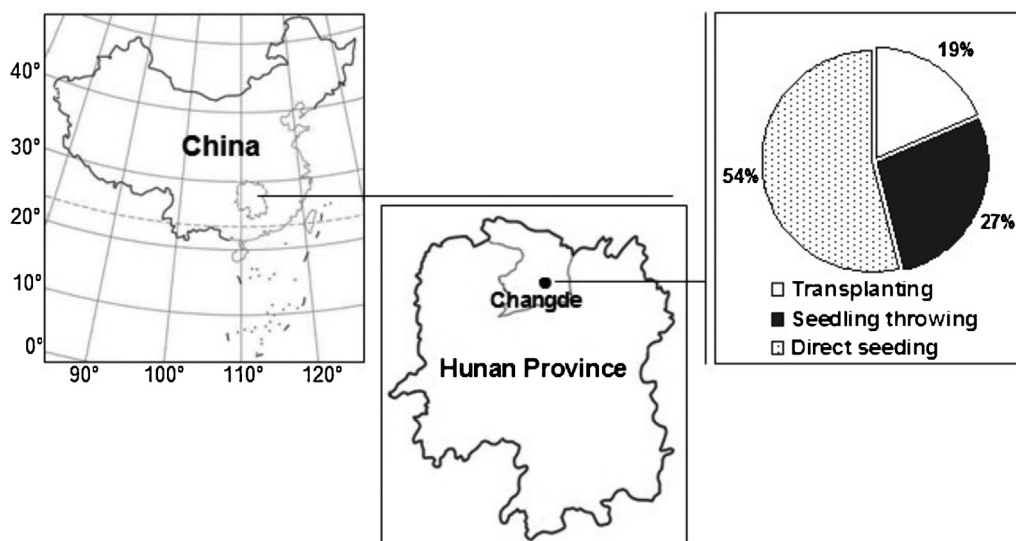 40°
30°
20°
10°
0°
90°
100°
110°
120°
China
Changde
Hunan Province
19%
54%
27%
Transplanting
Seedling throwing
Direct seeding